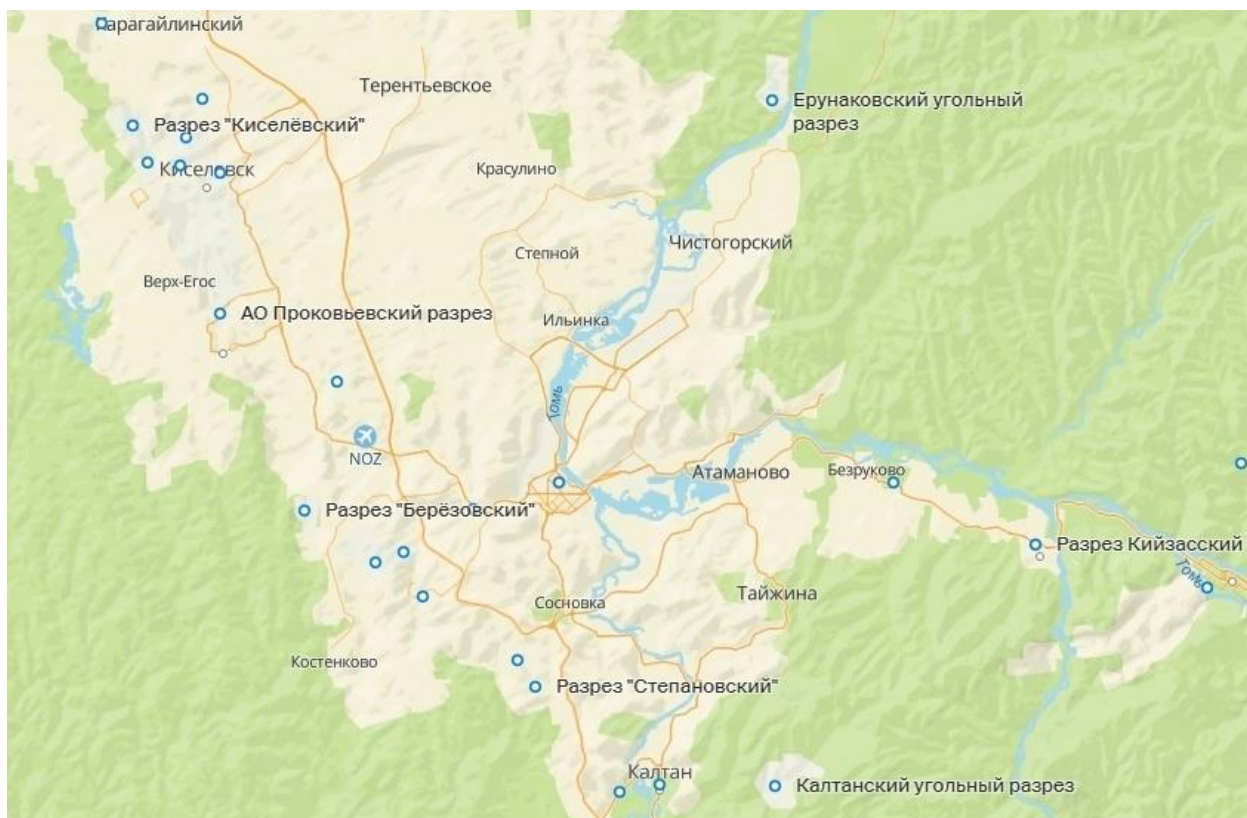 Карагайлинский
Терентьевское
Ерунаковский угольный
разрез
Разрез "Киселёвский"
Киселевск
Красулино
Чистогорский
Степной
Верх-Егос
АО Проковьевский разрез
Ильинка
Томь
NOZ
Атаманово
Безруково
Разрез "Берёзовский"
Разрез Кийзасский
Томь
Тайжина
Сосновка
Костенково
Разрез "Степановский"
Калтан
Калтанский угольный разрез